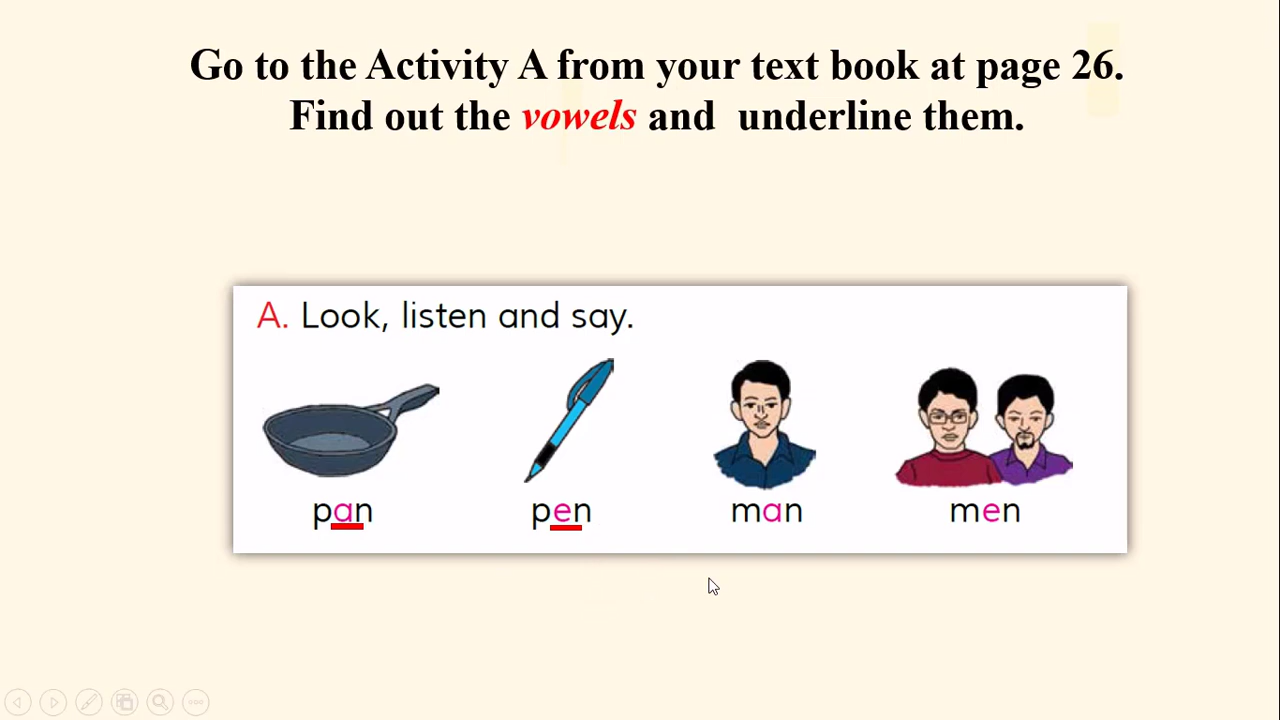 Go to the Activity A from your text book at page 26.
Find out the vowels and underline them.
A. Look, listen and say.
pan pen man men